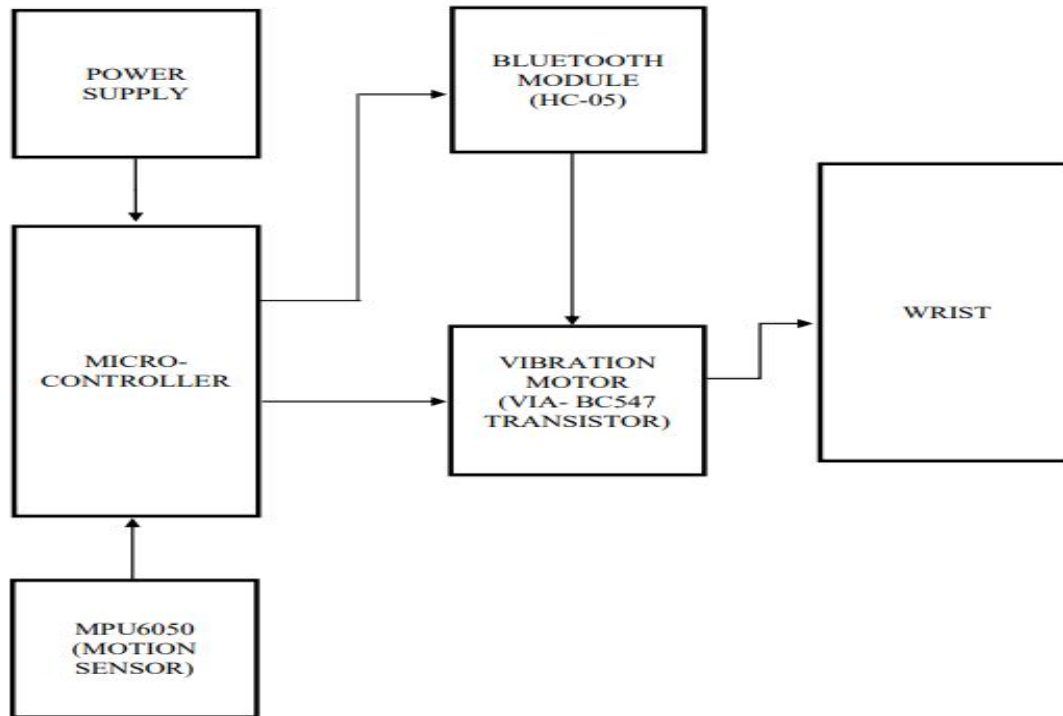 POWER
SUPPLY
BLUETOOTH
MODULE
(HC-05)
MICRO-
CONTROLLER
VIBRATION
MOTOR
(VIA- BC547
TRANSISTOR)
WRIST
MPU6050
(MOTION
SENSOR)